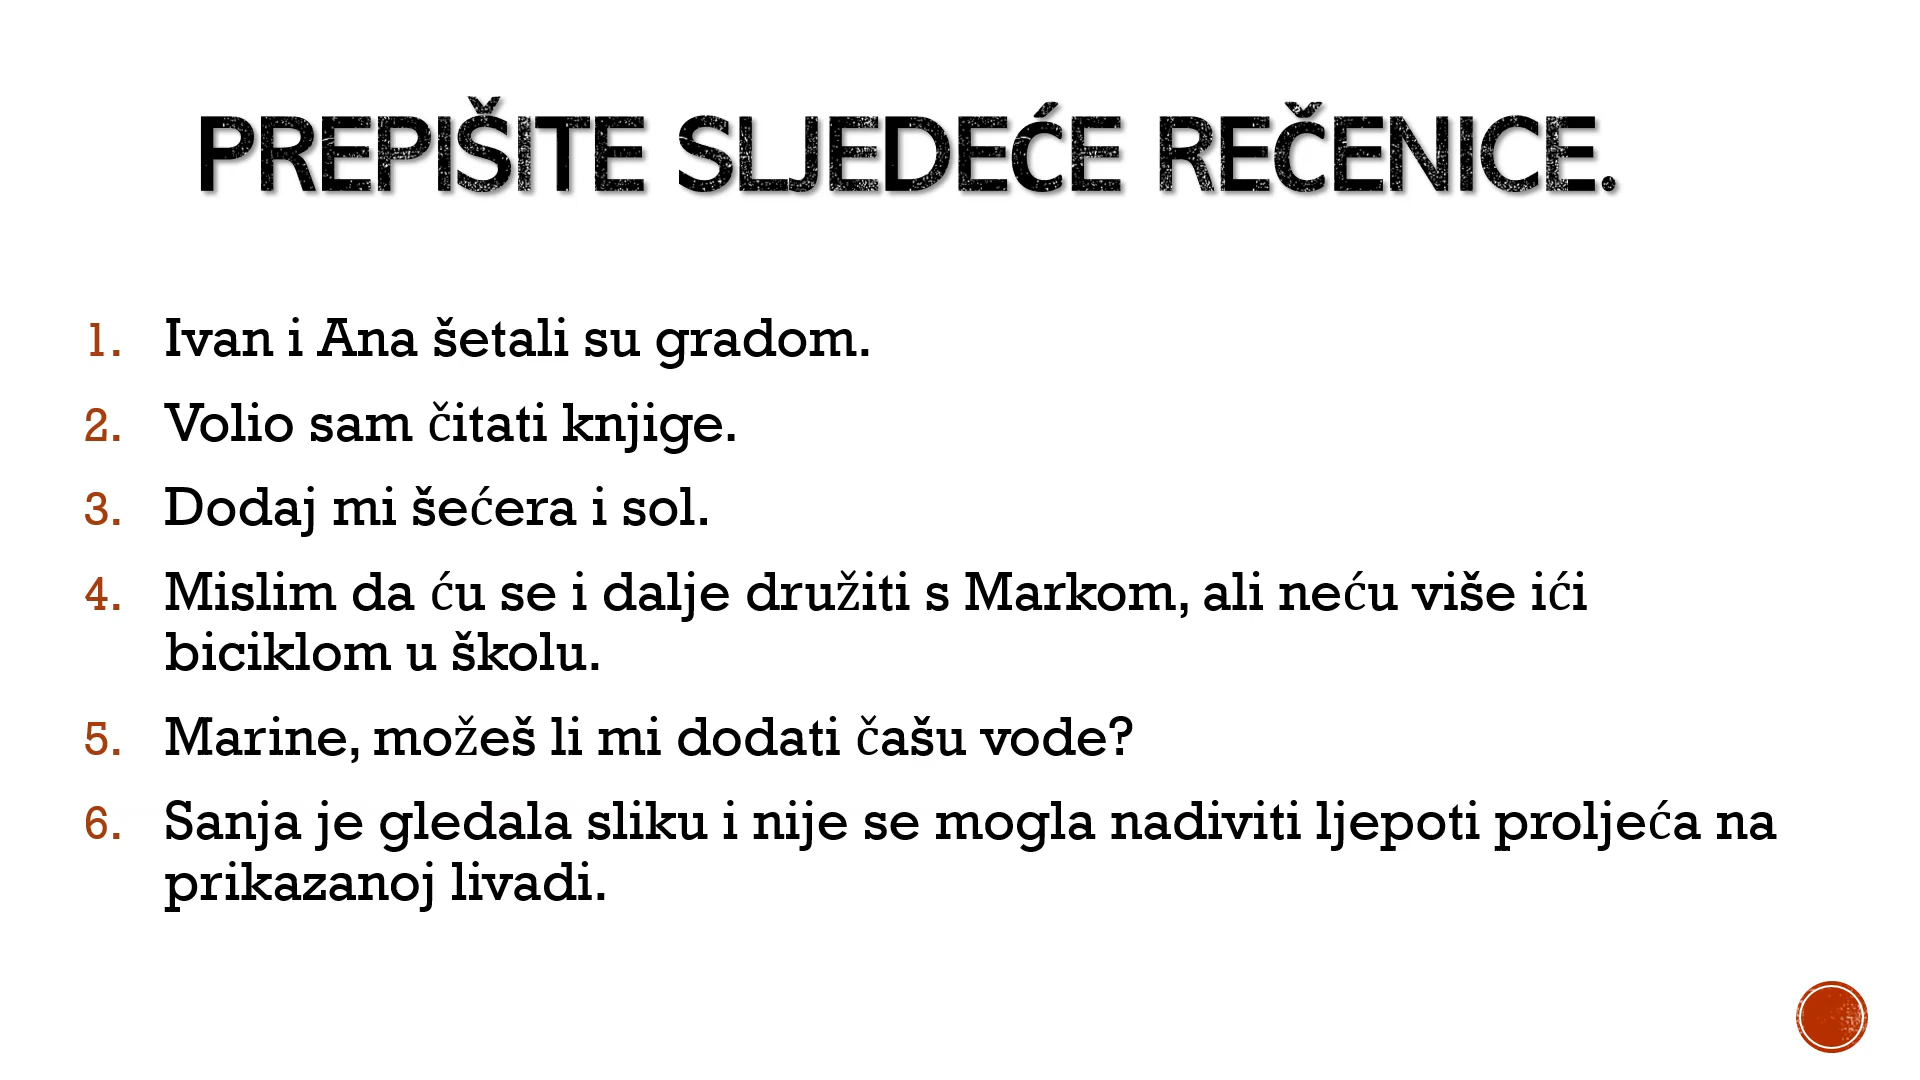 PREPIŠITE SLJEDEĆE REČENICE.
1. Ivan i Ana šetali su gradom.
2. Volio sam čitati knjige.
3. Dodaj mi šećera i sol.
4. Mislim da ću se i dalje družiti s Markom, ali neću više ići
biciklom u školu.
5. Marine, možeš li mi dodati čašu vode?
6. Sanja je gledala sliku i nije se mogla nadiviti ljepoti proljeća na
prikazanoj livadi.